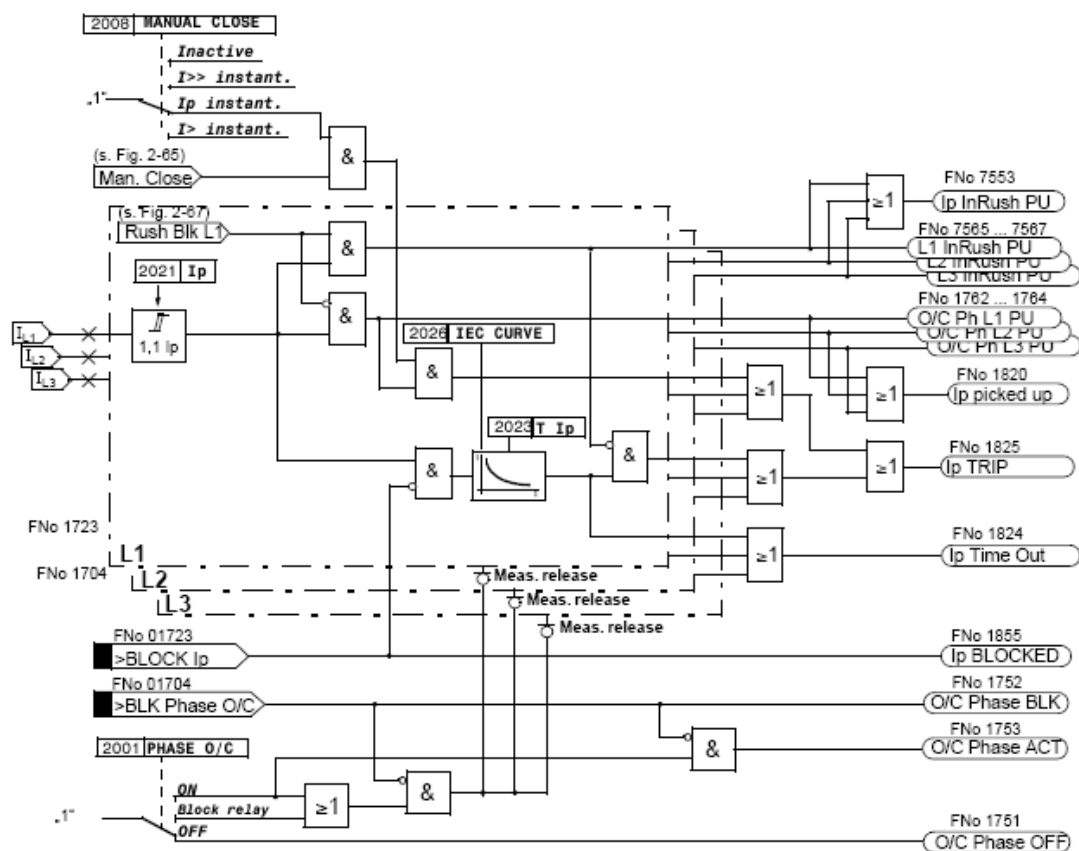 2008 MANUAL CLOSE
Inactive
I>> instant.
„1"
Ip instant.
I> instant.
(s. Fig. 2-65)
Man. Close
&
(s. Fig. 2-67)
Rush Blk L1
&
2021 Ip
1,1 Ip
&
IL1
IL2
IL3
2026 IEC CURVE
&
2023 T Ip
&
t
I
&
≥1
≥1
≥1
≥1
≥1
≥1
FNo 7553
Ip InRush PU
FNo 7565 ... 7567
L1 InRush PU
L2 InRush PU
L3 InRush PU
FNo 1762 ... 1764
O/C Ph L1 PU
O/C Ph L2 PU
O/C Ph L3 PU
FNo 1820
Ip picked up
FNo 1825
Ip TRIP
FNo 1824
Ip Time Out
FNo 1723
L1
FNo 1704
L2
L3
Meas. release
Meas. release
Meas. release
FNo 01723
>BLOCK Ip
FNo 1855
Ip BLOCKED
FNo 01704
>BLK Phase O/C
FNo 1752
O/C Phase BLK
&
FNo 1753
O/C Phase ACT
2001 PHASE O/C
ON
Block relay
OFF
„1"
≥1
&
FNo 1751
O/C Phase OFF